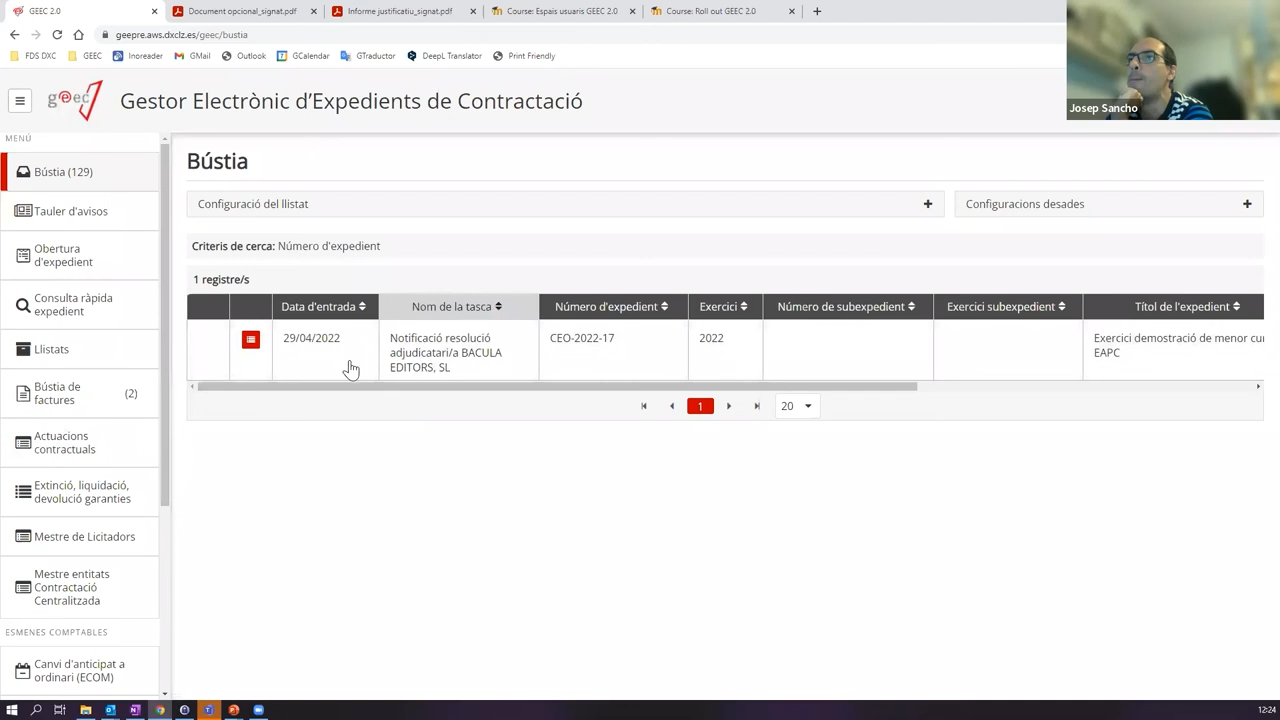 GEEC 2.0
Document opcional_signat.pdf
Informe justificatiu_signat.pdf
Course: Espais usuaris GEEC 2.0
Course: Roll out GEEC 2.0
geepre.aws.dxclz.es/geec/bustia
FDS DXC
GEEC
Inoreader
GMail
Outlook
GCalendar
GTraductor
DeepL Translator
Print Friendly
Josep Sancho
geec
Gestor Electrònic d'Expedients de Contractació
MENÚ
Bústia (129)
Tauler d'avisos
Obertura
d'expedient
Consulta ràpida
expedient
Llistats
Bústia de
factures
(2)
Actuacions
contractuals
Extinció, liquidació,
devolució garanties
Mestre de Licitadors
Mestre entitats
Contractació
Centralitzada
ESMENES COMPTABLES
Canvi d'anticipat a
ordinari (ECOM)
Bústia
Configuració del llistat
Configuracions desades
Criteris de cerca: Número d'expedient
1 registre/s
Data d'entrada
Nom de la tasca
Número d'expedient
Exercici
Número de subexpedient
Exercici subexpedient
Títol de l'expedient
29/04/2022
Notificació resolució
adjudicatari/a BACULA
EDITORS, SL
CEO-2022-17
2022
Exercici demostració de menor cur
EAPC
1
20
12:24